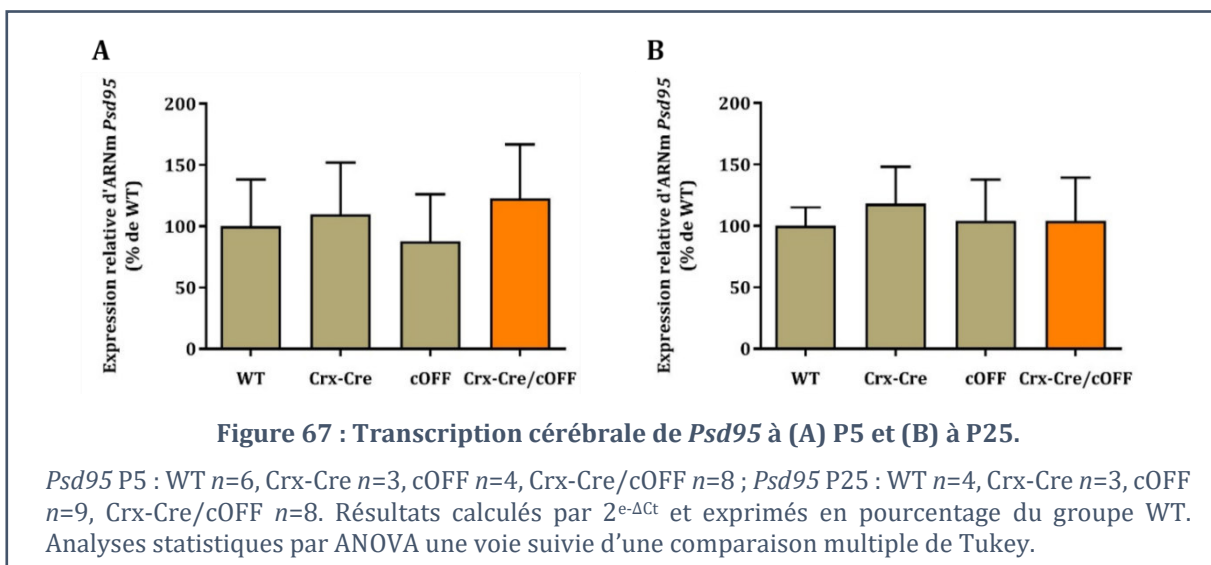 A
Expression relative d'ARNm Psd95
(% de WT)
200
150
100
50
0
WT Crx-Cre cOFF Crx-Cre/cOFF
B
Expression relative d'ARNm Psd95
(% de WT)
200
150
100
50
0
WT Crx-Cre cOFF Crx-Cre/cOFF
Figure 67 : Transcription cérébrale de Psd95 à (A) P5 et (B) à P25.
Psd95 P5 : WT n=6, Crx-Cre n=3, cOFF n=4, Crx-Cre/cOFF n=8 ; Psd95 P25 : WT n=4, Crx-Cre n=3, cOFF
n=9, Crx-Cre/cOFF n=8. Résultats calculés par 2e-ΔCt et exprimés en pourcentage du groupe WT.
Analyses statistiques par ANOVA une voie suivie d'une comparaison multiple de Tukey.